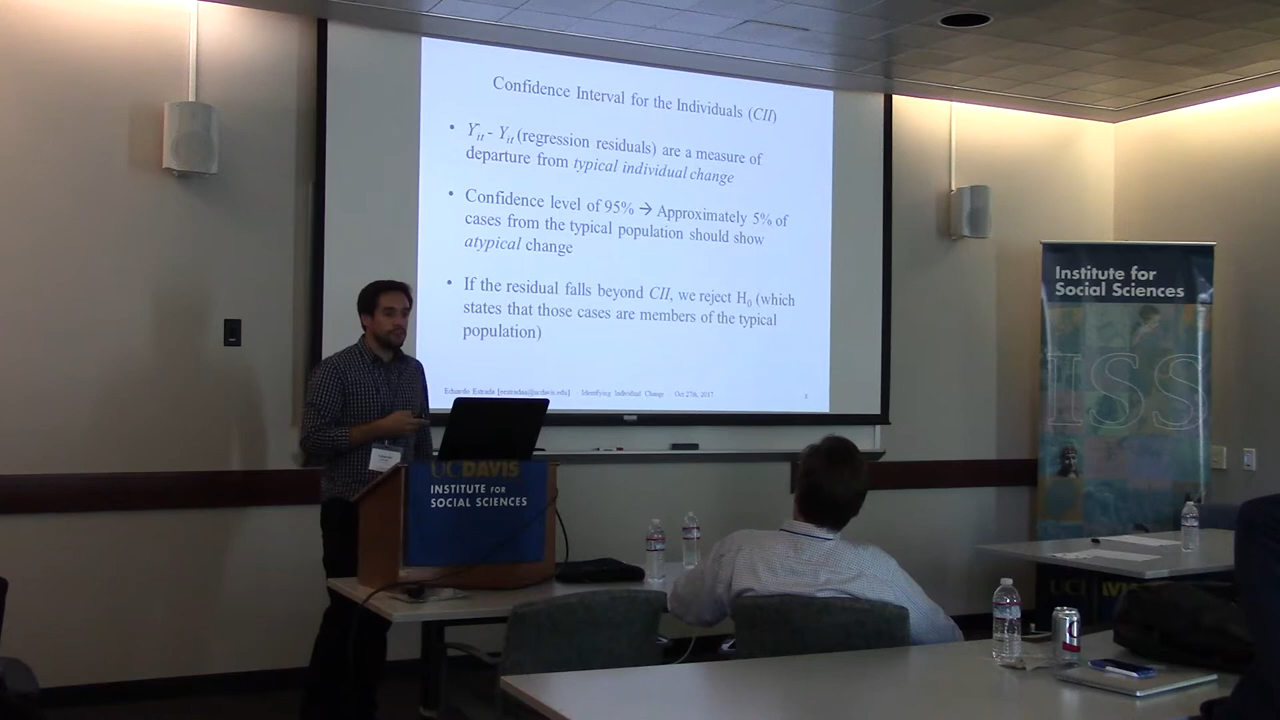 Confidence Interval for the Individuals (CII)
• Ŷit - Yit (regression residuals) are a measure of
departure from typical individual change
• Confidence level of 95% → Approximately 5% of
cases from the typical population should show
atypical change
• If the residual falls beyond CII, we reject H0 (which
states that those cases are members of the typical
population)
Eduardo Estrada
Identifying Individual Change
Oct 27th, 2017
Institute for
Social Sciences
ISS
UC DAVIS
INSTITUTE FOR
SOCIAL SCIENCES